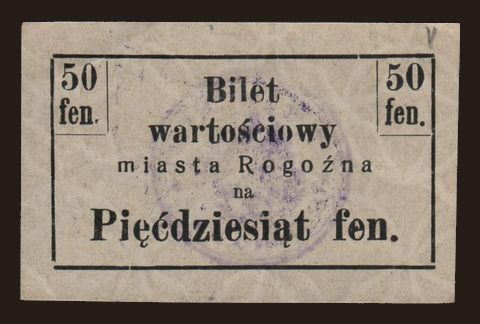 50 fen.
50 fen.
Bilet
wartościowy
miasta Rogoźna
na
Pięćdziesiąt fen.